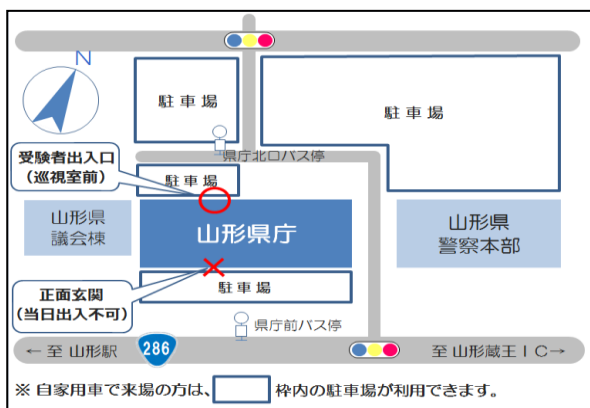 N
駐車場
駐車場
県庁北口バス停
受験者出入口
(巡視室前)
駐車場
山形県
議会棟
山形県庁
山形県
警察本部
正面玄関
(当日出入不可)
駐車場
県庁前バス停
← 至 山形駅
286
至 山形蔵王IC→
※ 自家用車で来場の方は、 枠内の駐車場が利用できます。